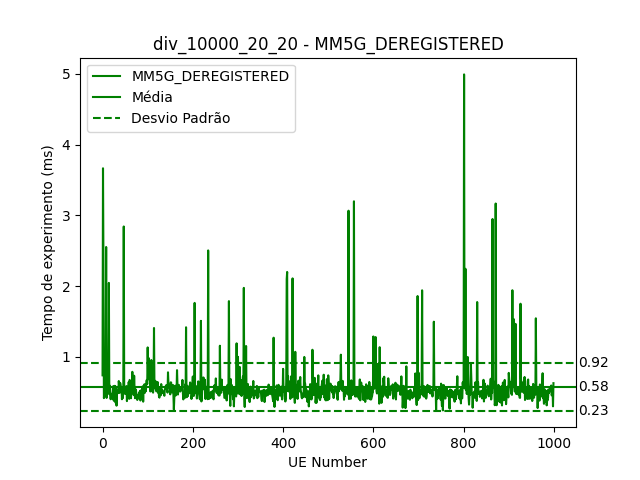 div_10000_20_20 - MM5G_DEREGISTERED
MM5G_DEREGISTERED
Média
Desvio Padrão
Tempo de experimento (ms)
5
4
3
2
1
0.92
0.58
0.23
0 200 400 600 800 1000
UE Number